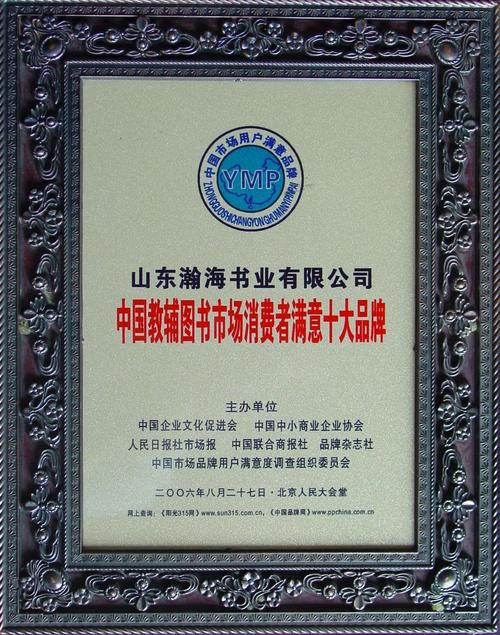 中国市场用户满意品牌
YMP
ZHONGGUOSHICHANGYONGHUMANYIPINPAI
山东瀚海书业有限公司
中国教辅图书市场消费者满意十大品牌
主办单位
中国企业文化促进会 中国中小商业企业协会
人民日报社市场报 中国联合商报社 品牌杂志社
中国市场品牌用户满意度调查组织委员会
二〇〇六年八月二十七日·北京人民大会堂
网上查询:《阳光315网》www.sun315.com.cn,《中国品牌网》www.ppchina.com.cn